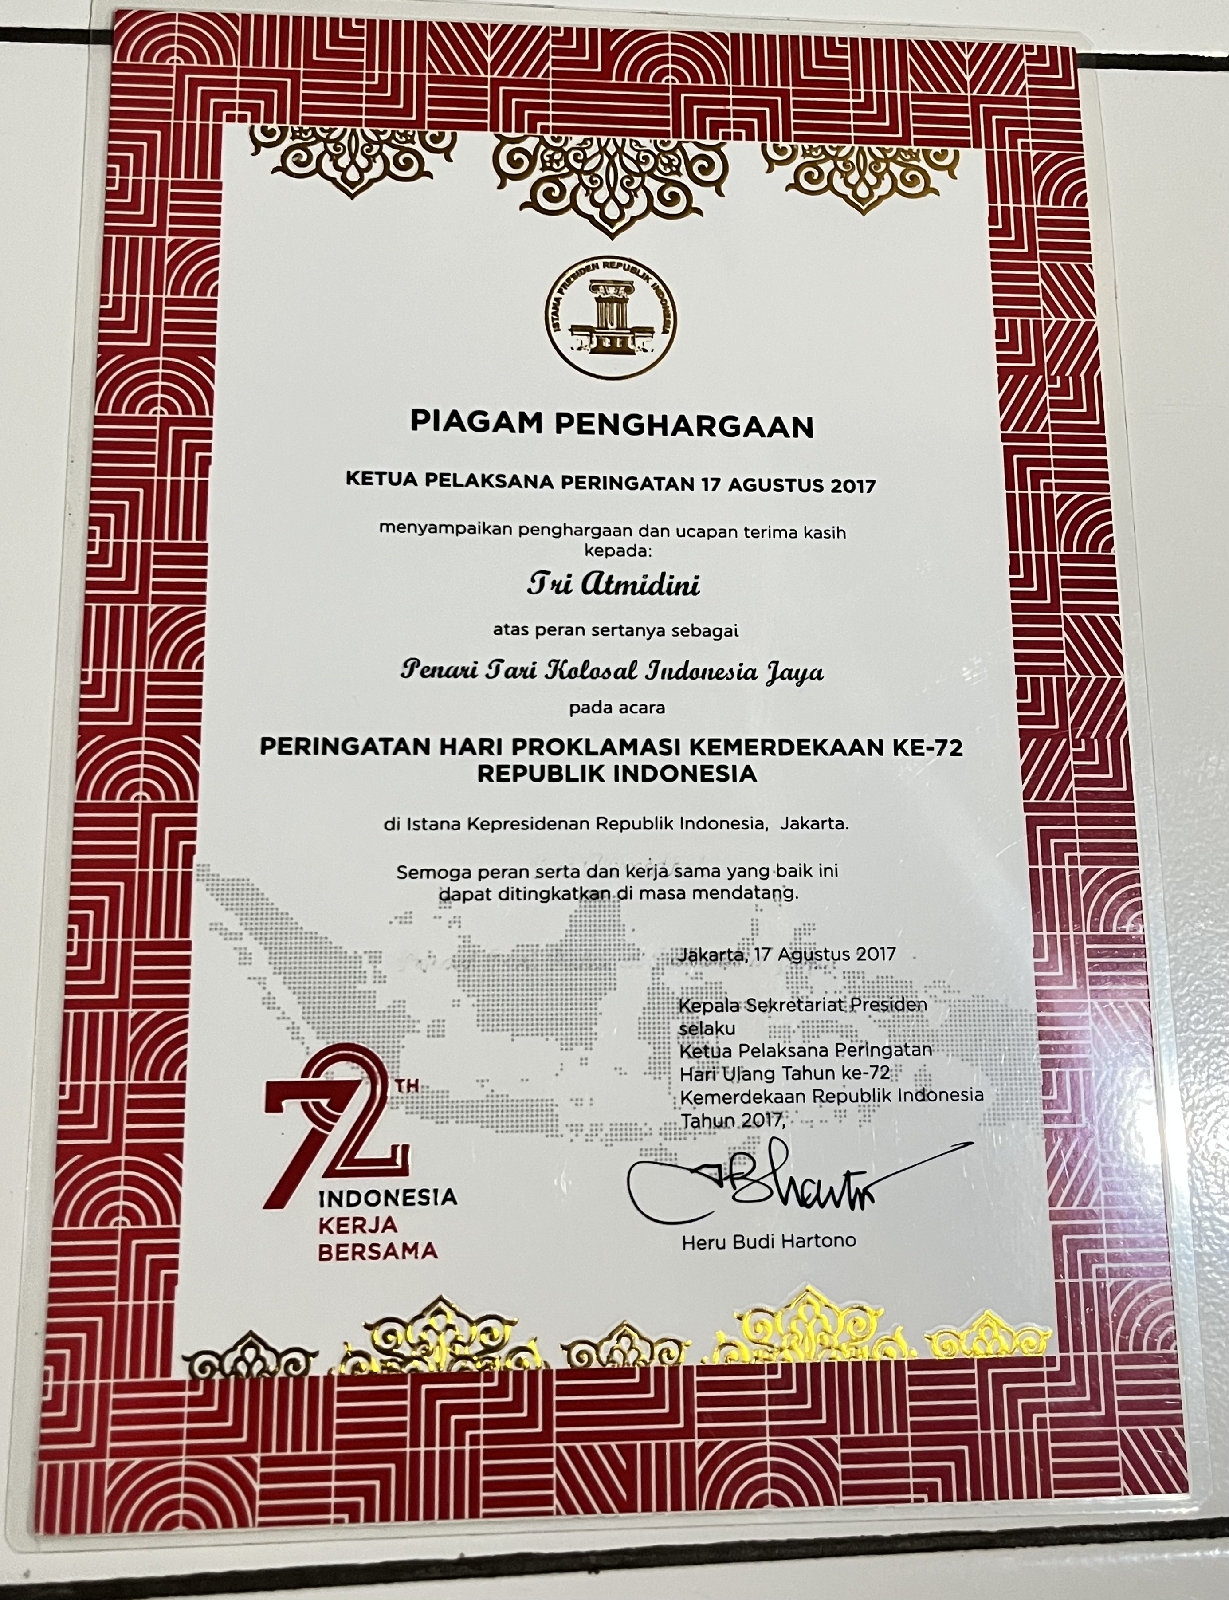 ISTANA PRESIDEN REPUBLIK INDONESIA
PIAGAM PENGHARGAAN
KETUA PELAKSANA PERINGATAN 17 AGUSTUS 2017
menyampaikan penghargaan dan ucapan terima kasih
kepada:
Tri Atmidini
atas peran sertanya sebagai
Penari Tari Kolosal Indonesia Jaya
pada acara
PERINGATAN HARI PROKLAMASI KEMERDEKAAN KE-72
REPUBLIK INDONESIA
di Istana Kepresidenan Republik Indonesia, Jakarta.
Semoga peran serta dan kerja sama yang baik ini
dapat ditingkatkan di masa mendatang.
Jakarta, 17 Agustus 2017
Kepala Sekretariat Presiden
selaku
Ketua Pelaksana Peringatan
Hari Ulang Tahun ke-72
Kemerdekaan Republik Indonesia
Tahun 2017,
Heru Budi Hartono
72TH
INDONESIA
KERJA
BERSAMA